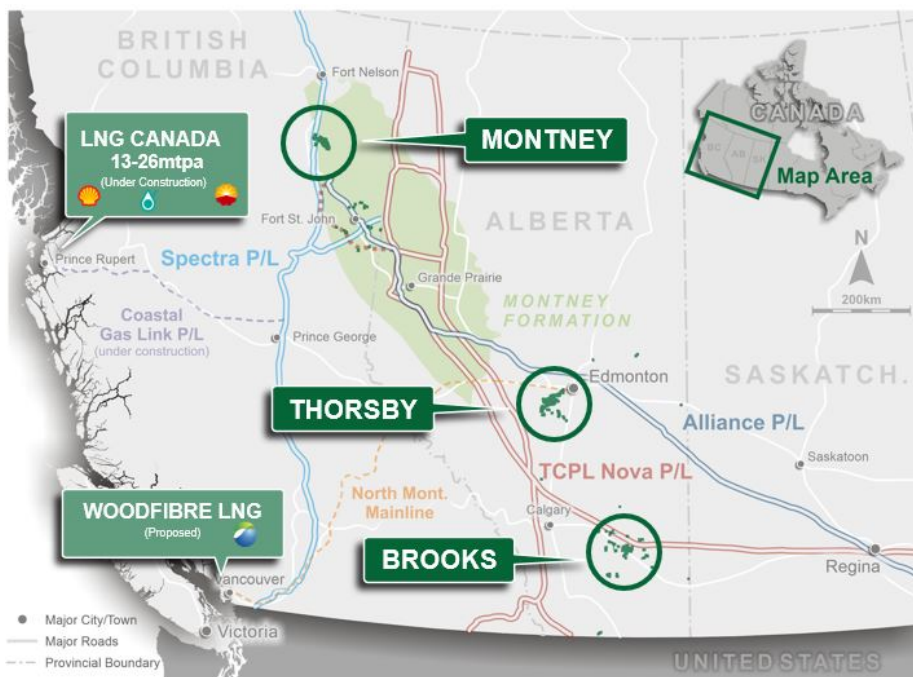 BRITISH
COLUMBIA
Fort Nelson
LNG CANADA
13-26mtpa
(Under Construction)
MONTNEY
CANADA
BC
AB
SK
Map Area
Fort St. John
ALBERTA
N
Prince Rupert
Spectra P/L
Grande Prairie
200km
Coastal
Gas Link P/L
(under construction)
MONTNEY
FORMATION
Prince George
SASKATCH.
THORSBY
Edmonton
Alliance P/L
Saskatoon
TCPL Nova P/L
North Mont.
Mainline
WOODFIBRE LNG
(Proposed)
Calgary
BROOKS
Regina
Vancouver
Victoria
Major City/Town
Major Roads
Provincial Boundary
UNITED STATES